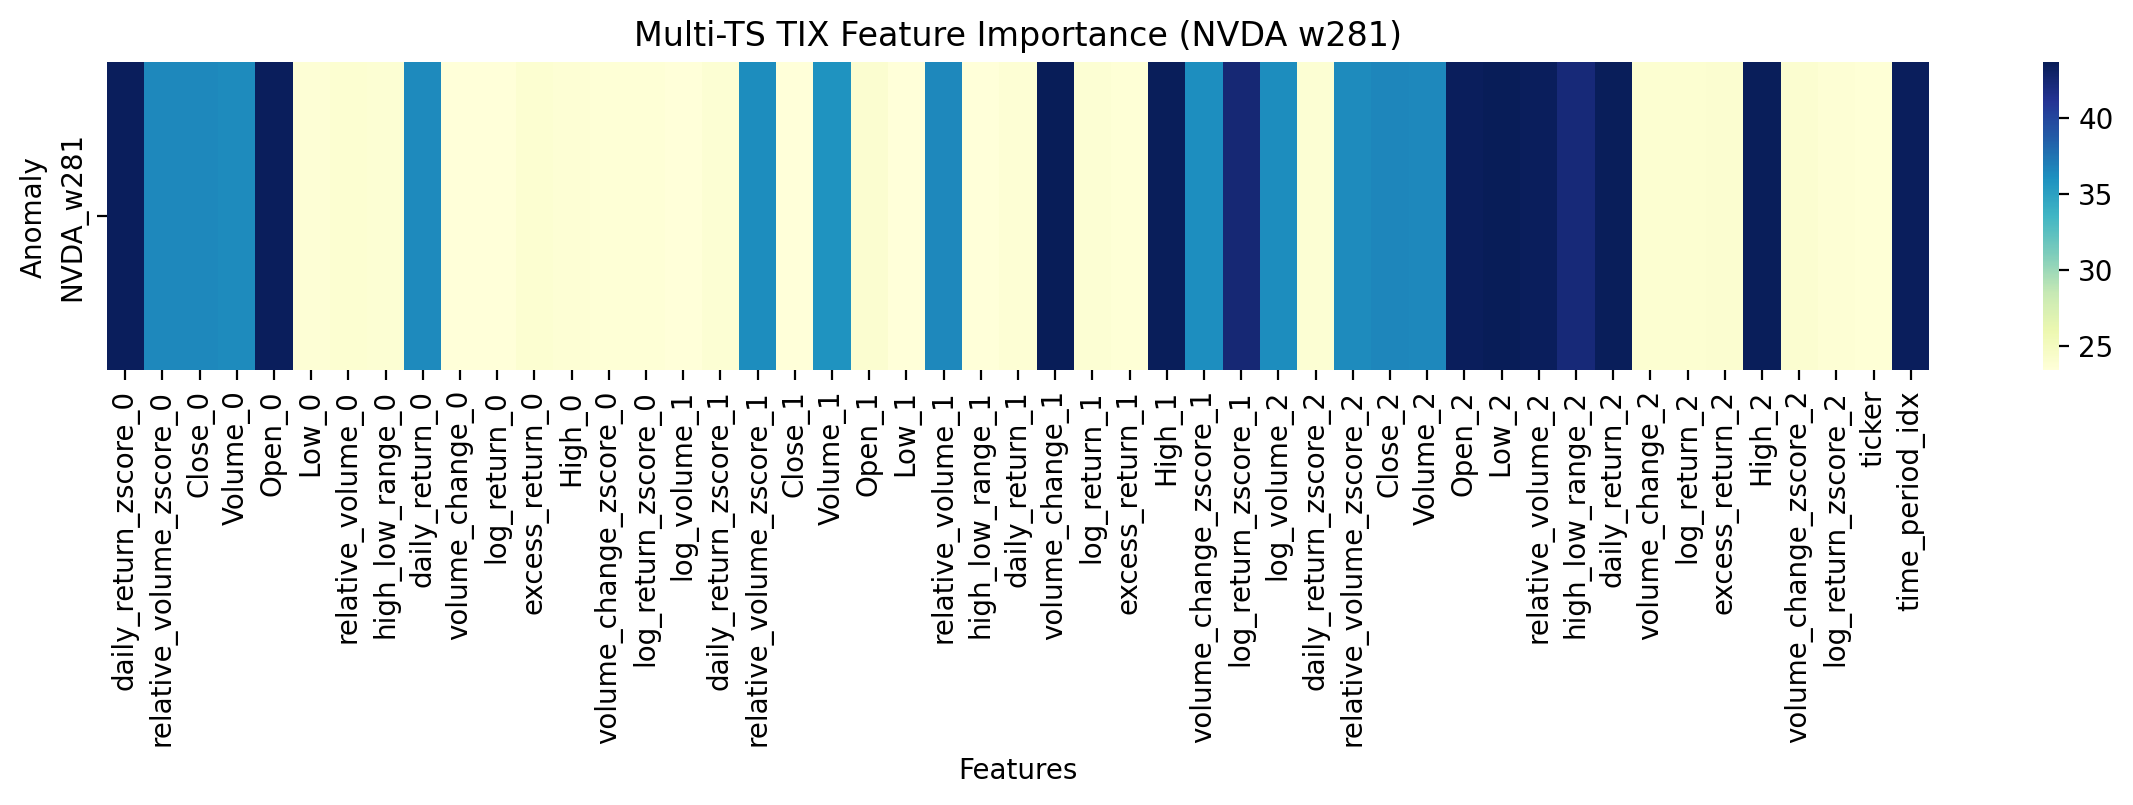 Multi-TS TIX Feature Importance (NVDA w281)
Anomaly
NVDA_w281
40
35
30
25
daily_return_zscore_0
relative_volume_zscore_0
Close_0
Volume_0
Open_0
Low_0
relative_volume_0
high_low_range_0
daily_return_0
volume_change_0
log_return_0
excess_return_0
High_0
volume_change_zscore_0
log_return_zscore_0
log_volume_1
daily_return_zscore_1
relative_volume_zscore_1
Close_1
Volume_1
Open_1
Low_1
relative_volume_1
high_low_range_1
daily_return_1
volume_change_1
log_return_1
excess_return_1
High_1
volume_change_zscore_1
log_return_zscore_1
log_volume_2
daily_return_zscore_2
relative_volume_zscore_2
Close_2
Volume_2
Open_2
Low_2
relative_volume_2
high_low_range_2
daily_return_2
volume_change_2
log_return_2
excess_return_2
High_2
volume_change_zscore_2
log_return_zscore_2
ticker
time_period_idx
Features